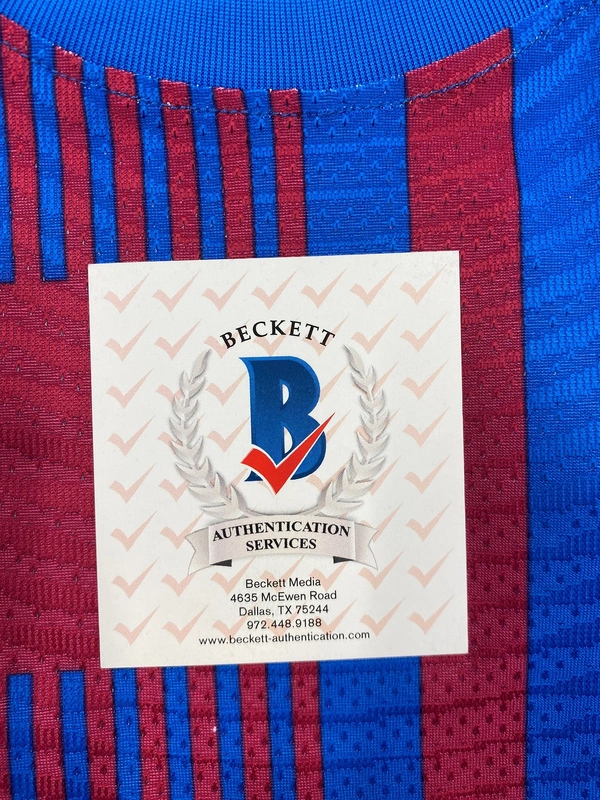 BECKETT
B
AUTHENTICATION
SERVICES
Beckett Media
4635 McEwen Road
Dallas, TX 75244
972.448.9188
www.beckett-authentication.com